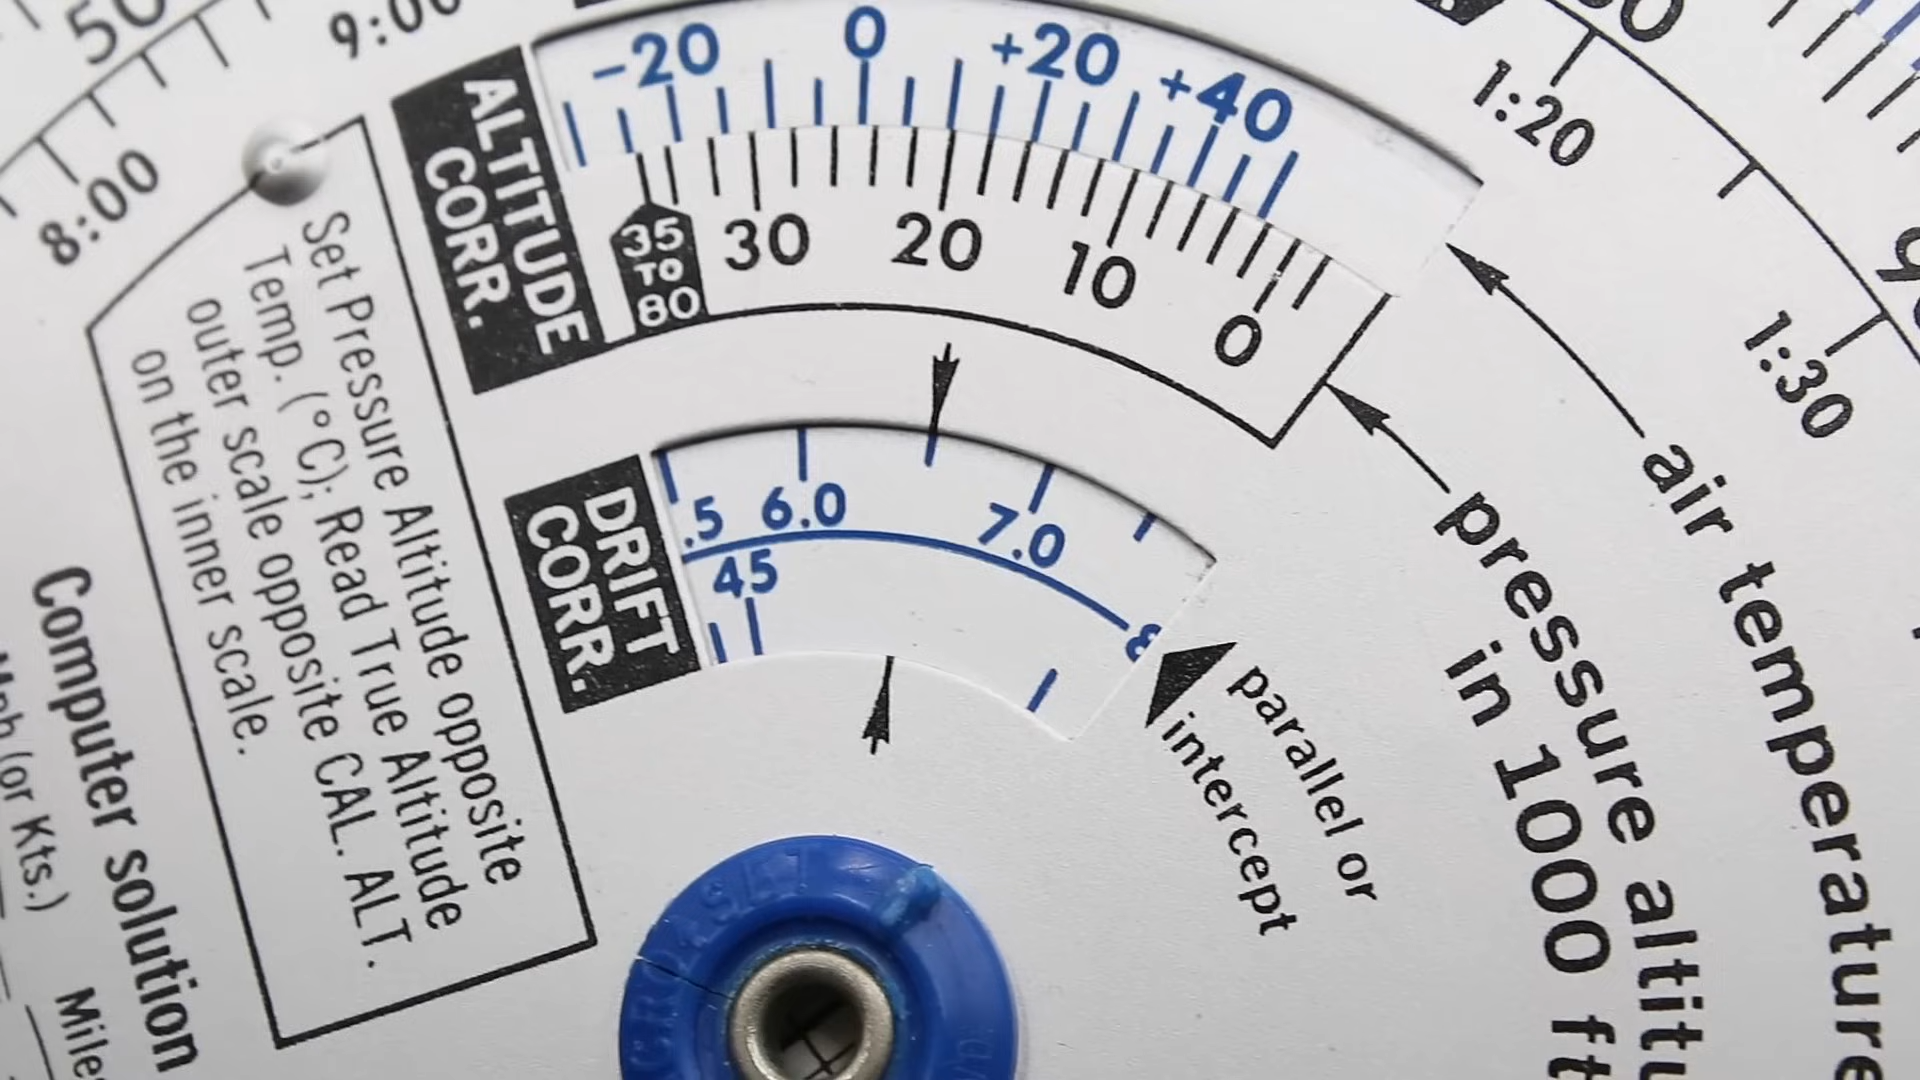 50
9:00
8:00
-20 0 +20 +40
ALTITUDE
CORR.
35
TO
80
30 20 10 0
Set Pressure Altitude opposite
Temp. (°C); Read True Altitude
outer scale opposite CAL. ALT.
on the inner scale.
DRIFT
CORR.
.5 6.0 7.0
45
parallel or
intercept
1:20
1:30
air temperature
pressure altitu
in 1000 ft
Computer solution
(or Kts.)
Miles